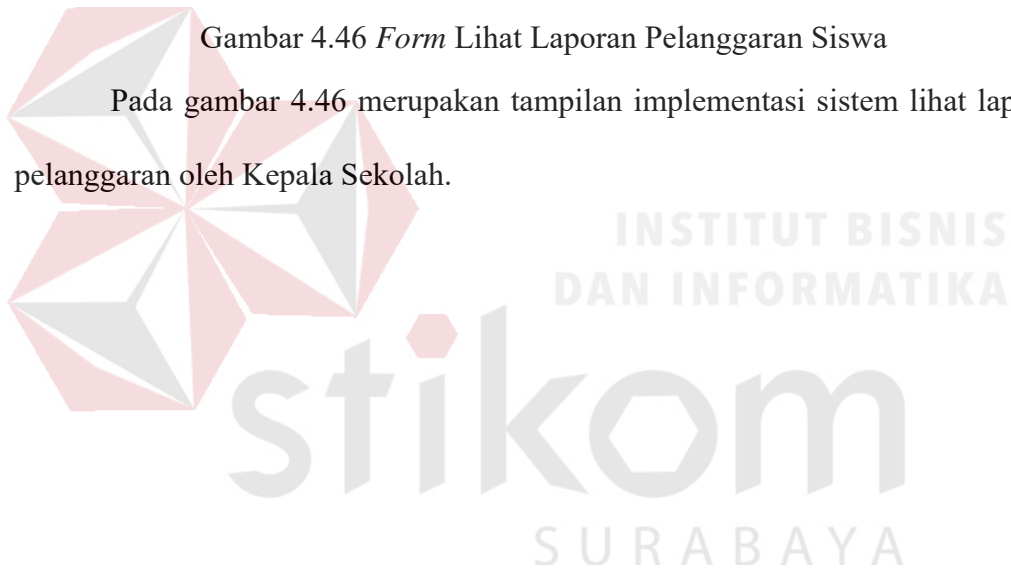 Gambar 4.46 Form Lihat Laporan Pelanggaran Siswa
Pada gambar 4.46 merupakan tampilan implementasi sistem lihat lap
pelanggaran oleh Kepala Sekolah.
INSTITUT BISNIS
DAN INFORMATIKA
stikom
SURABAYA